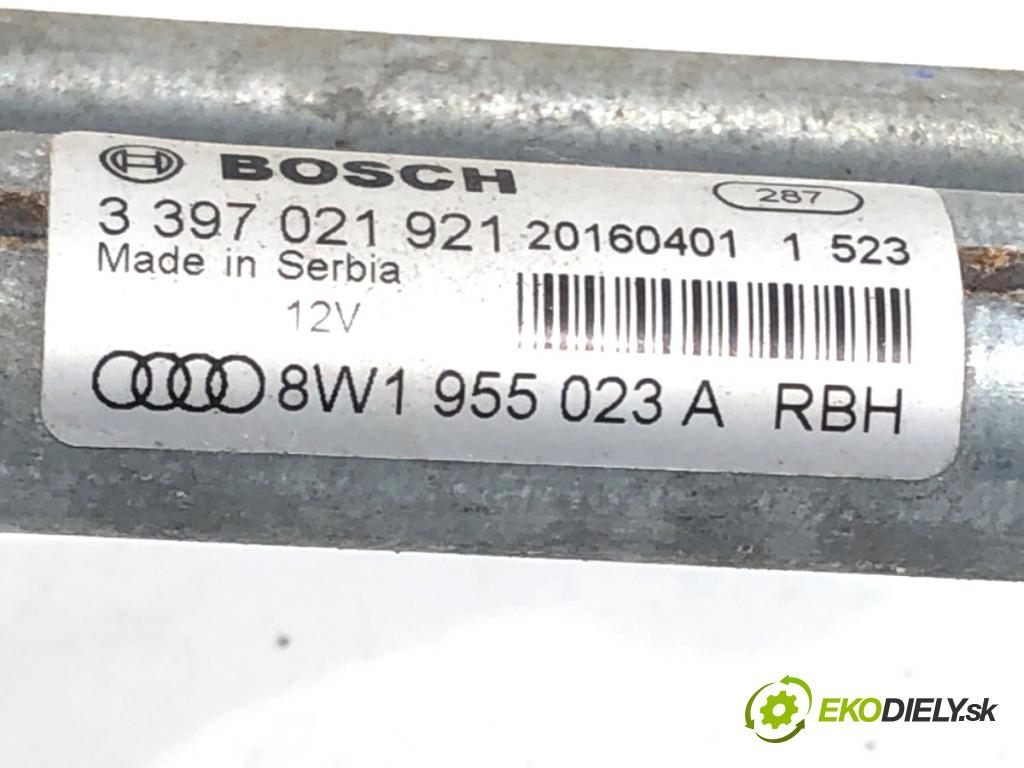 BOSCH
287
3 397 021 921 20160401 1 523
Made in Serbia
12V
8W1 955 023 A RBH
EKODIELY.sk